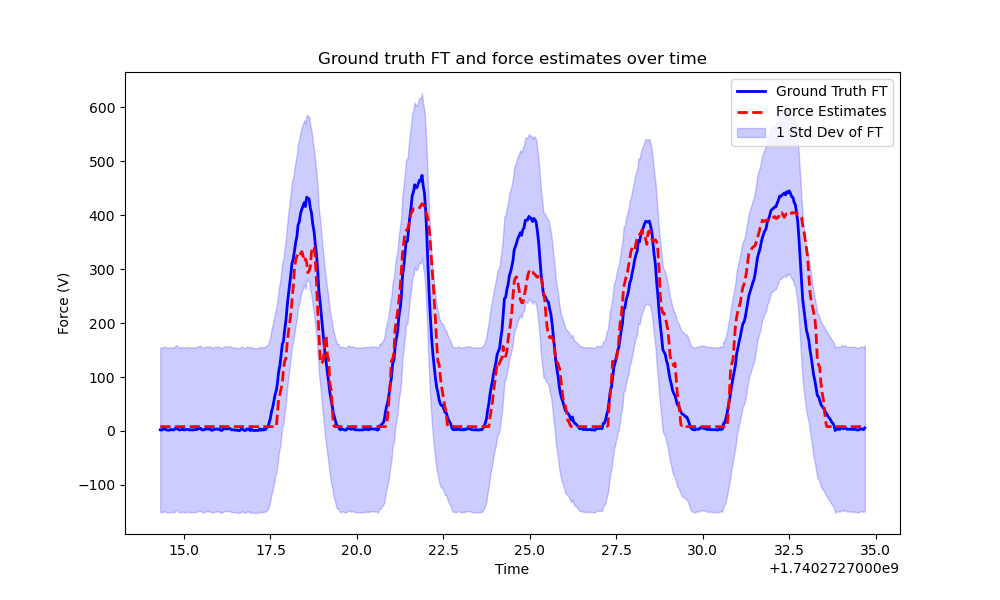 Ground truth FT and force estimates over time
Ground Truth FT
Force Estimates
1 Std Dev of FT
Force (V)
600
500
400
300
200
100
0
−100
15.0 17.5 20.0 22.5 25.0 27.5 30.0 32.5 35.0
Time
+1.7402727000e9